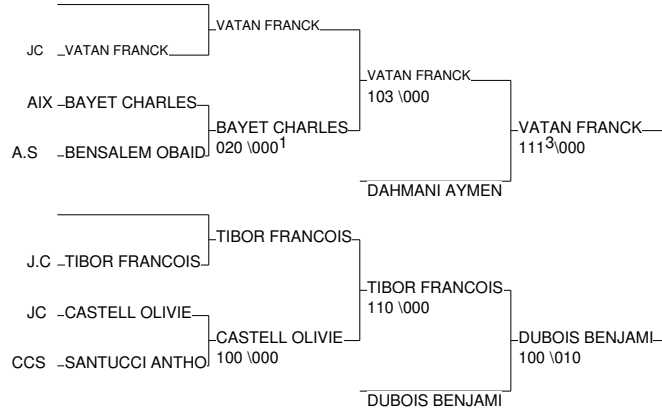 VATAN FRANCK
JC VATAN FRANCK
VATAN FRANCK
103 \000
AIX BAYET CHARLES
BAYET CHARLES
020 \000 1
VATAN FRANCK
111 3\000
A.S BENSALEM OBAID
DAHMANI AYMEN
TIBOR FRANCOIS
J.C TIBOR FRANCOIS
TIBOR FRANCOIS
110 \000
JC CASTELL OLIVIE
CASTELL OLIVIE
100 \000
DUBOIS BENJAMI
100 \010
CCS SANTUCCI ANTHO
DUBOIS BENJAMI